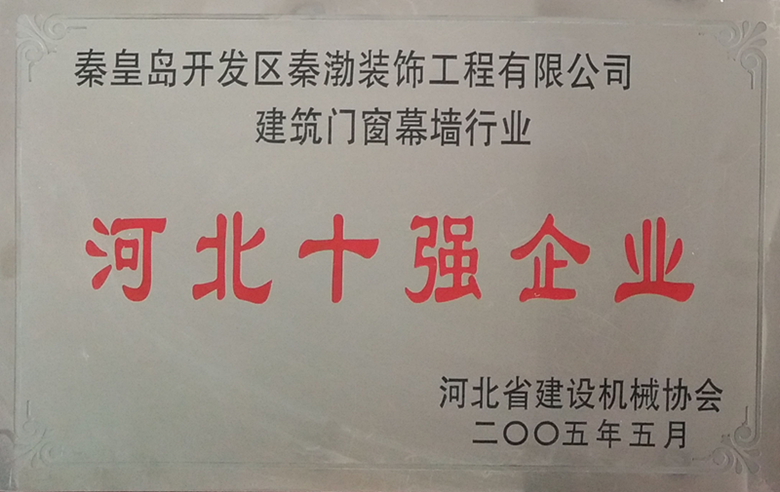 秦皇岛开发区秦渤装饰工程有限公司
建筑门窗幕墙行业
河北十强企业
河北省建设机械协会
二〇〇五年五月